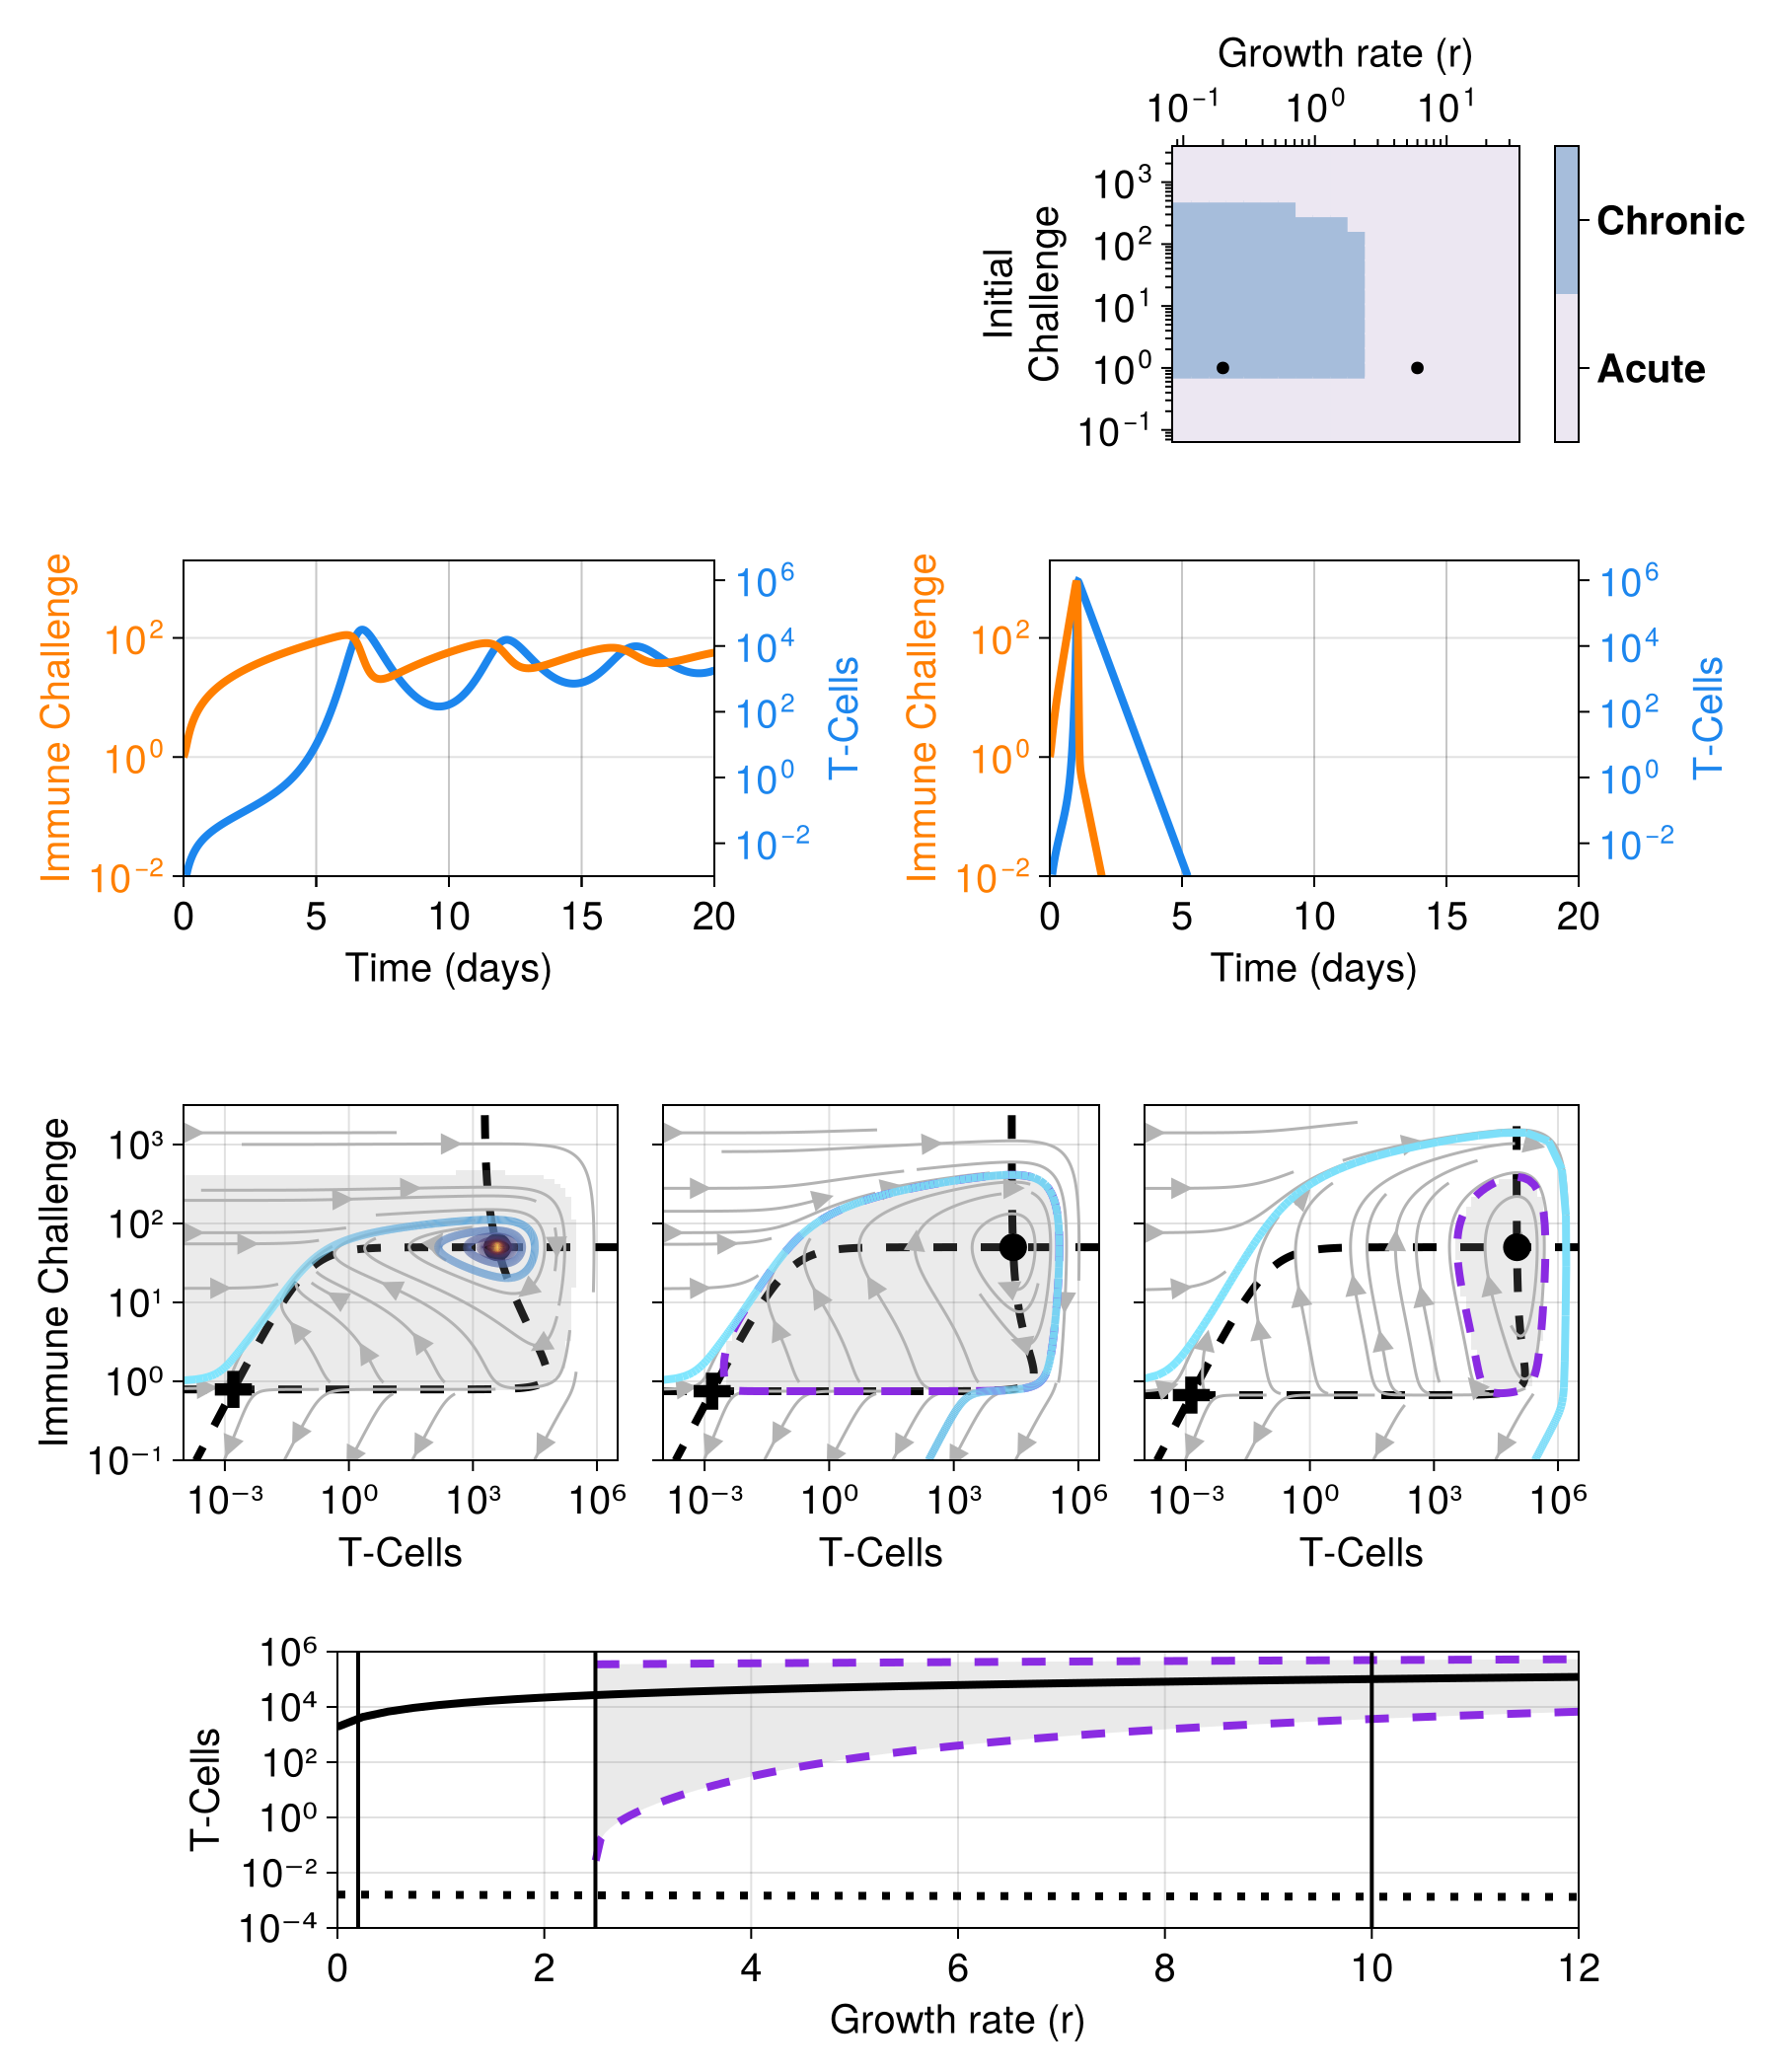 Growth rate (r)
10⁻¹ 10⁰ 10¹
Initial
Challenge
10³
10²
10¹
10⁰
10⁻¹
Chronic
Acute
Immune Challenge
10²
10⁰
10⁻²
10⁶
10⁴
10²
10⁰
10⁻²
T-Cells
0 5 10 15 20
Time (days)
Immune Challenge
10²
10⁰
10⁻²
10⁶
10⁴
10²
10⁰
10⁻²
T-Cells
0 5 10 15 20
Time (days)
Immune Challenge
10³
10²
10¹
10⁰
10⁻¹
10⁻³ 10⁰ 10³ 10⁶
T-Cells
10⁻³ 10⁰ 10³ 10⁶
T-Cells
10⁻³ 10⁰ 10³ 10⁶
T-Cells
T-Cells
10⁶
10⁴
10²
10⁰
10⁻²
10⁻⁴
0 2 4 6 8 10 12
Growth rate (r)